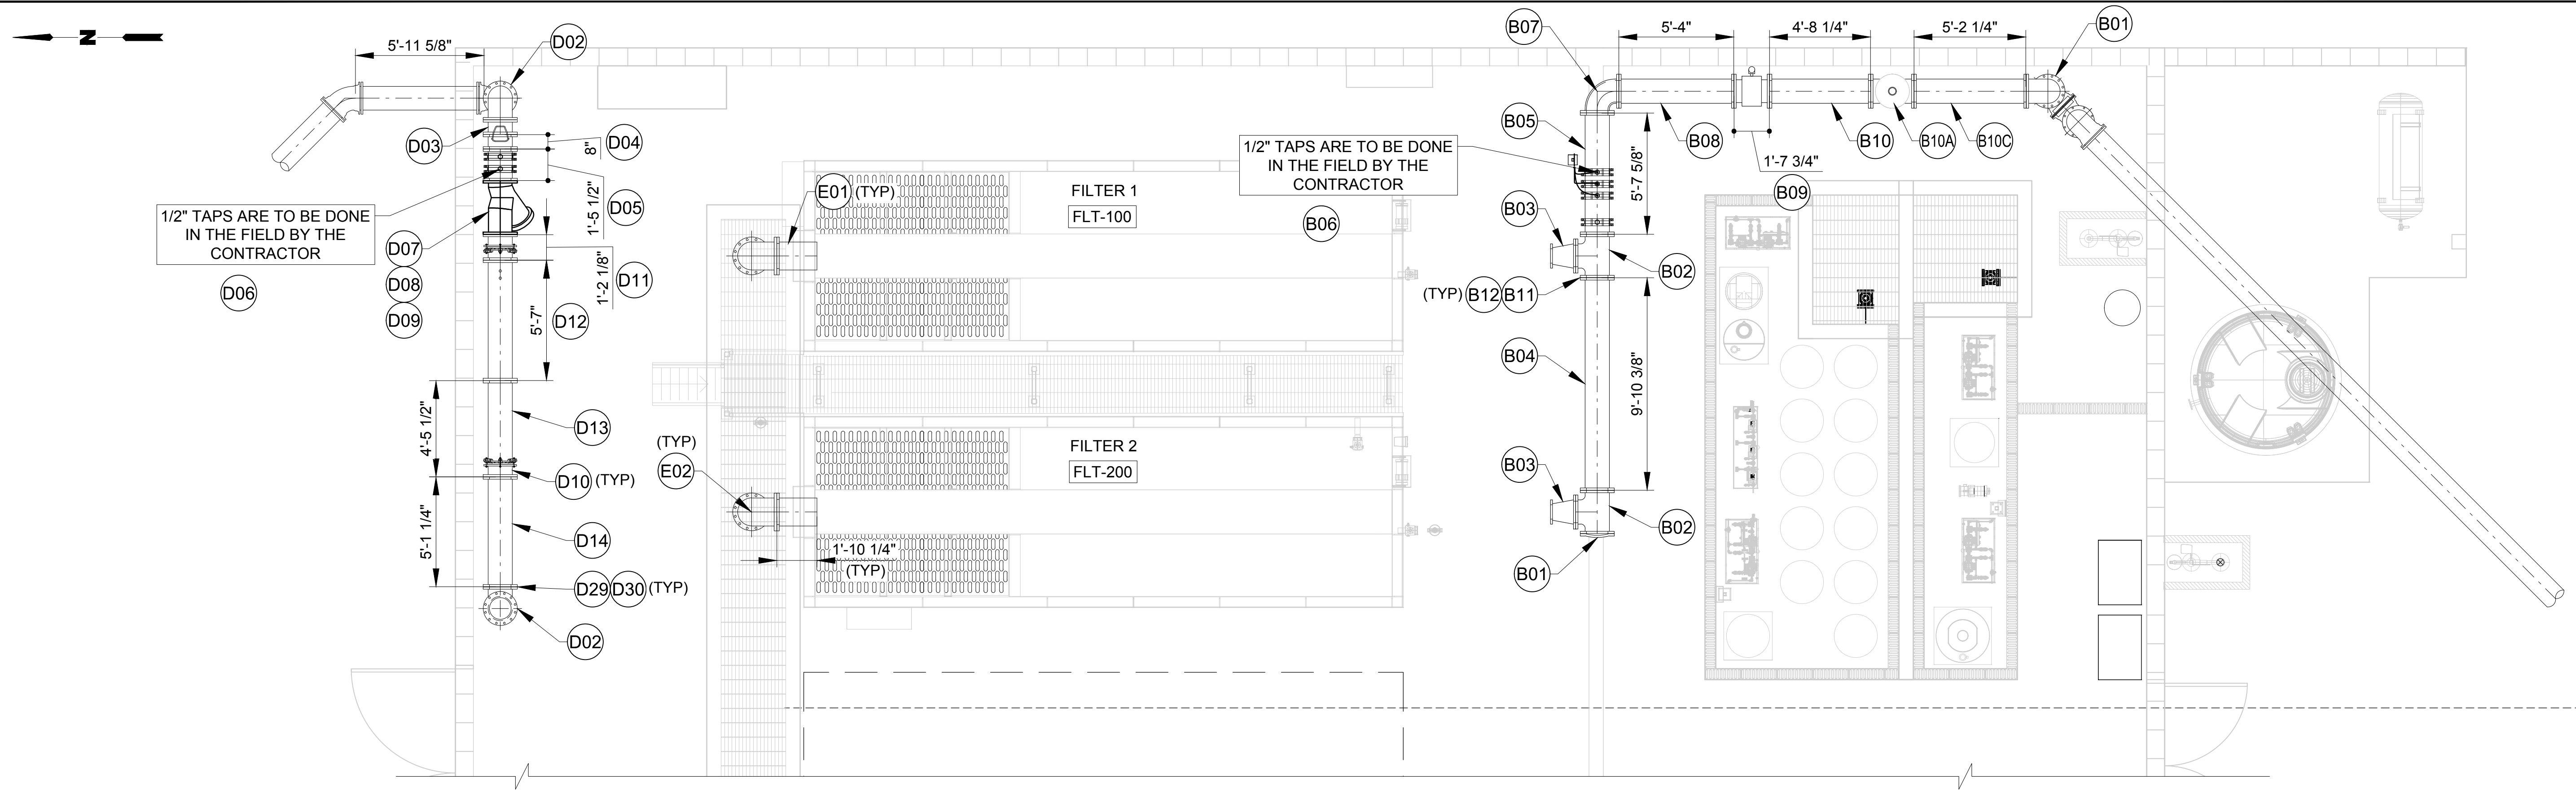 N
5'-11 5/8"
D02
D03
8"
D04
1'-5 1/2"
D05
1/2" TAPS ARE TO BE DONE
IN THE FIELD BY THE
CONTRACTOR
D06
D07
D08
D09
1'-2 1/8"
D11
5'-7"
D12
4'-5 1/2"
D13
D10 (TYP)
5'-1 1/4"
D14
D29 D30 (TYP)
D02
E01 (TYP)
FILTER 1
FLT-100
(TYP)
E02
FILTER 2
FLT-200
1'-10 1/4"
(TYP)
1/2" TAPS ARE TO BE DONE
IN THE FIELD BY THE
CONTRACTOR
B06
B07
5'-4"
4'-8 1/4"
5'-2 1/4"
B01
B05
B08
B10
B10A
B10C
1'-7 3/4"
B09
5'-7 5/8"
B03
B02
(TYP) B12 B11
B04
9'-10 3/8"
B03
B02
B01